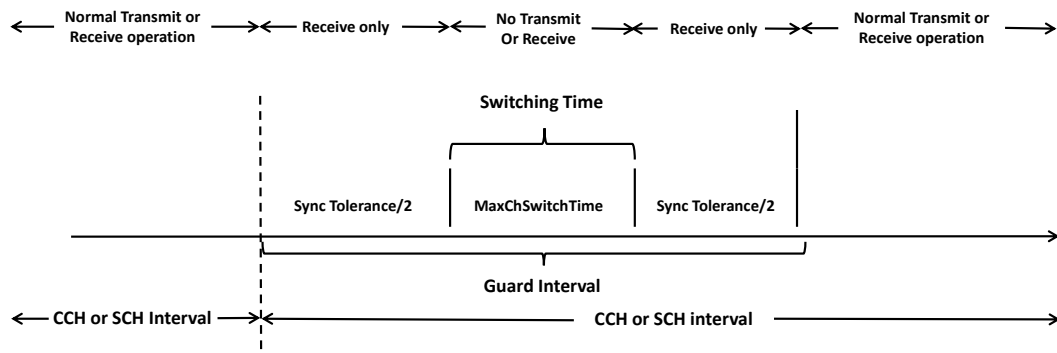 Normal Transmit or
Receive operation
Receive only
No Transmit
Or Receive
Receive only
Normal Transmit or
Receive operation
Switching Time
Sync Tolerance/2
MaxChSwitchTime
Sync Tolerance/2
Guard Interval
CCH or SCH Interval
CCH or SCH interval